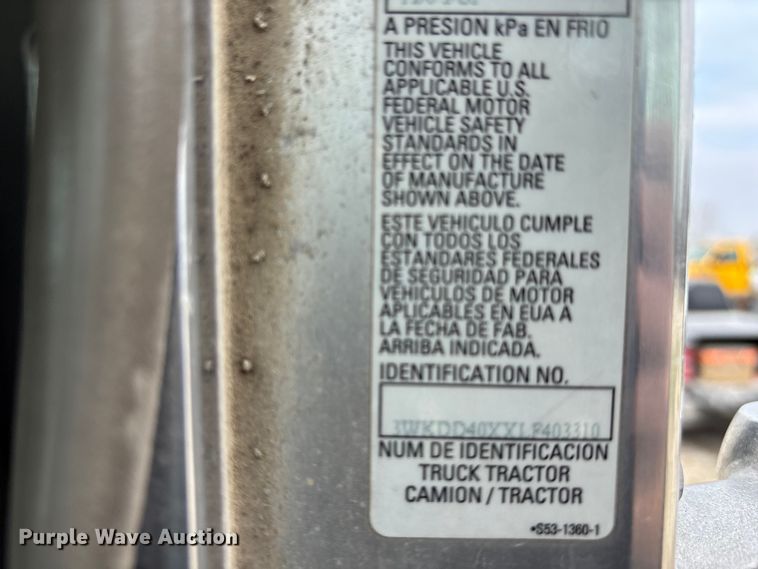 A PRESION kPa EN FRIO
THIS VEHICLE
CONFORMS TO ALL
APPLICABLE U.S.
FEDERAL MOTOR
VEHICLE SAFETY
STANDARDS IN
EFFECT ON THE DATE
OF MANUFACTURE
SHOWN ABOVE.
ESTE VEHICULO CUMPLE
CON TODOS LOS
ESTANDARES FEDERALES
DE SEGURIDAD PARA
VEHICULOS DE MOTOR
APLICABLES EN EUA A
LA FECHA DE FAB.
ARRIBA INDICADA.
IDENTIFICATION NO.
3WKDD40XXLF403310
NUM DE IDENTIFICACION
TRUCK TRACTOR
CAMION / TRACTOR
•S53-1360-1
Purple Wave Auction